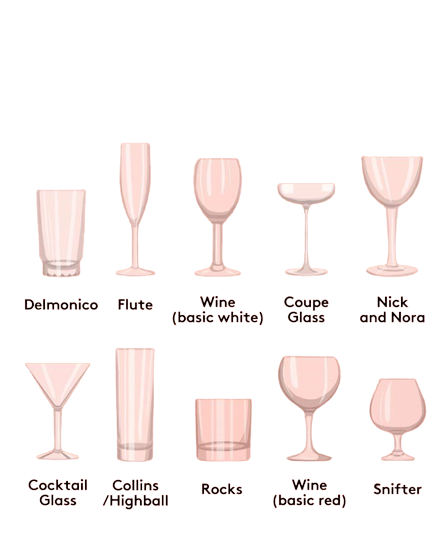 Delmonico
Flute
Wine
(basic white)
Coupe
Glass
Nick
and Nora
Cocktail
Glass
Collins
/Highball
Rocks
Wine
(basic red)
Snifter